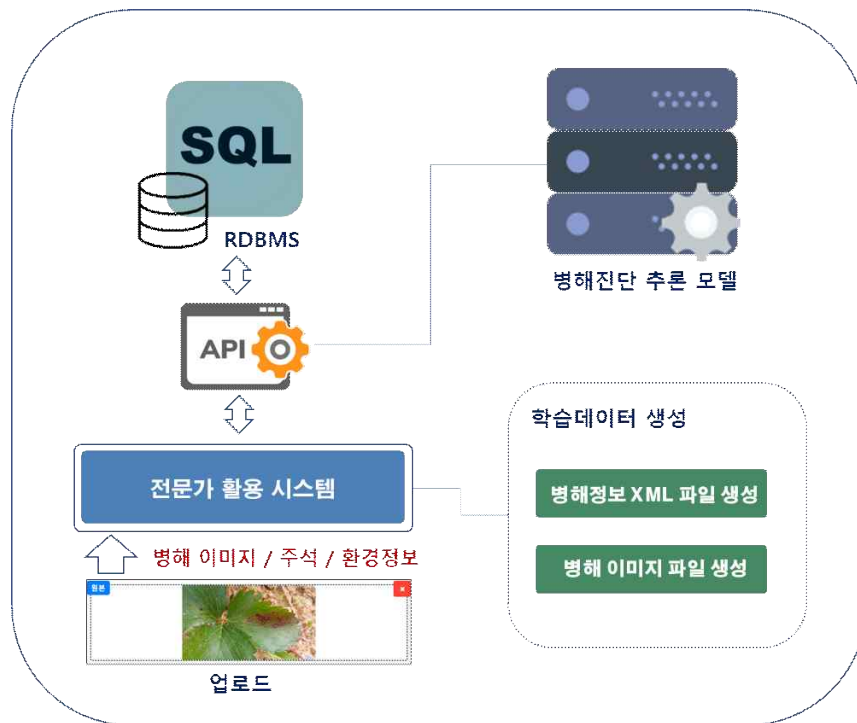 SQL
RDBMS
병해진단 추론 모델
API
학습데이터 생성
전문가 활용 시스템
병해정보 XML 파일 생성
병해 이미지 / 주석 / 환경정보
병해 이미지 파일 생성
원본
×
업로드